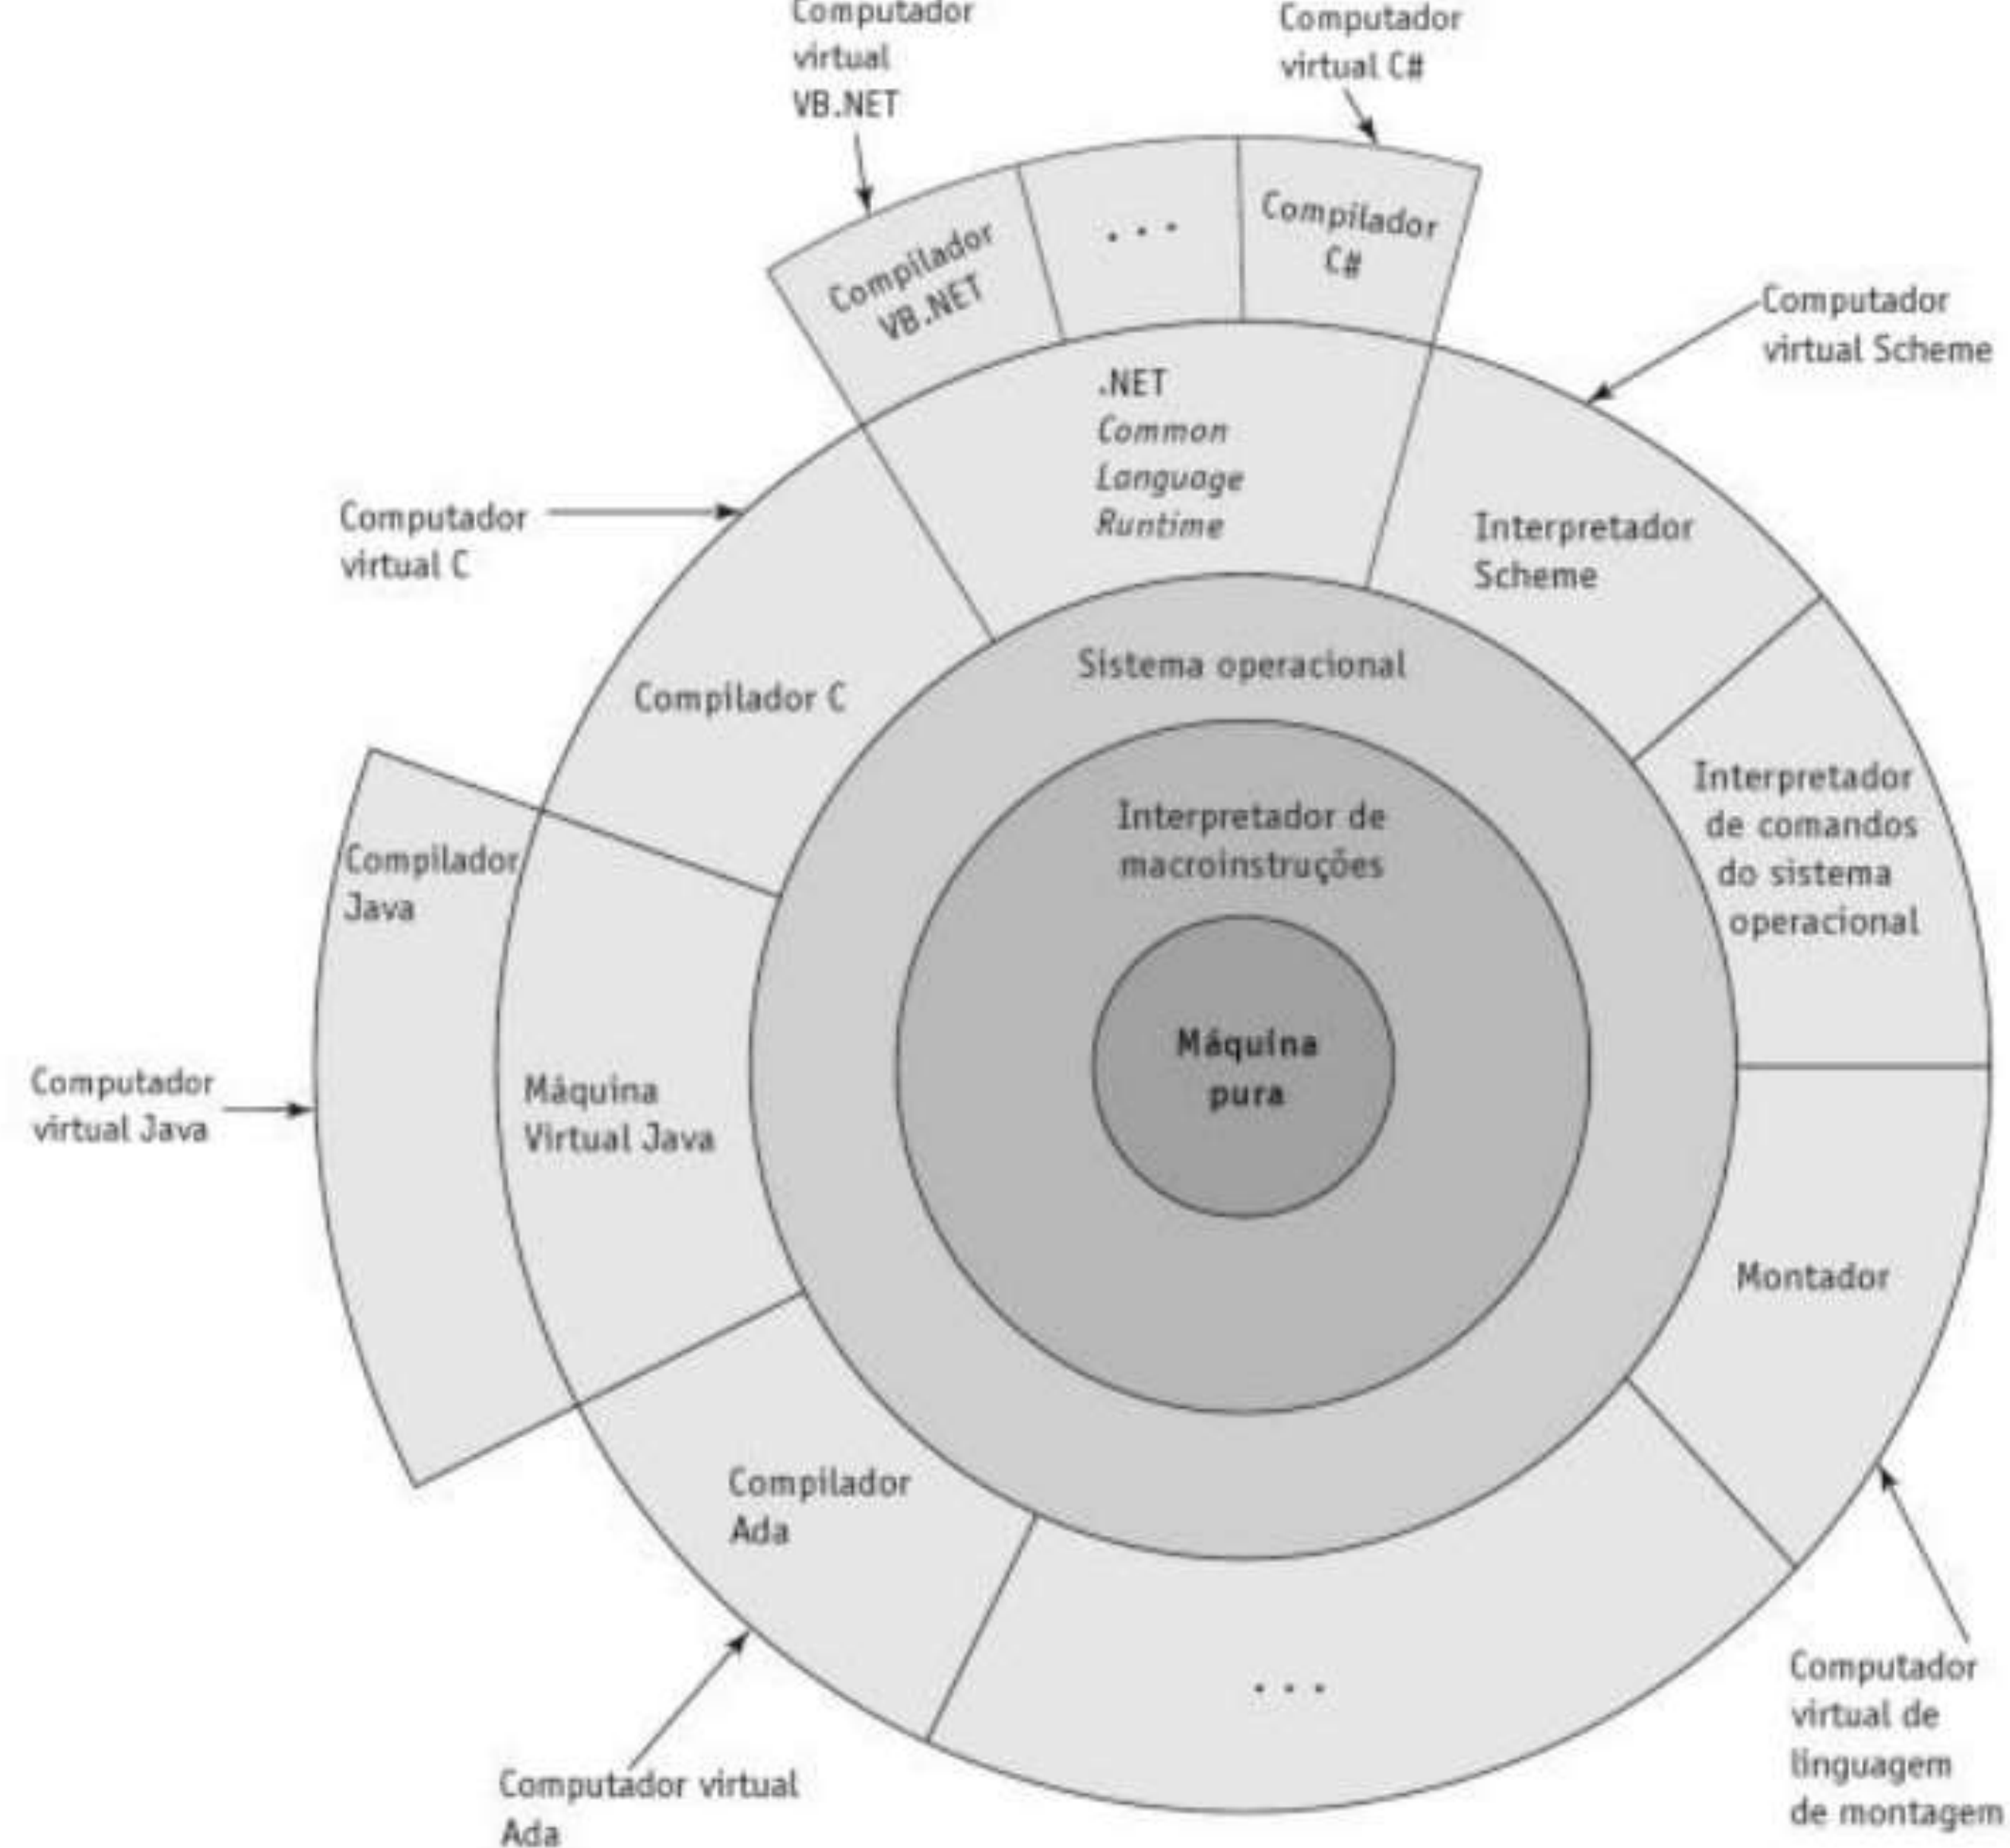 Computador
virtual
VB.NET
Computador
virtual C#
Compilador
VB.NET
. . .
Compilador
C#
Computador
virtual Scheme
.NET
Common
Language
Runtime
Computador
virtual C
Interpretador
Scheme
Sistema operacional
Compilador C
Interpretador
de comandos
do sistema
operacional
Interpretador de
macroinstruções
Compilador
Java
Máquina
pura
Computador
virtual Java
Máquina
Virtual Java
Montador
Compilador
Ada
. . .
Computador
virtual de
linguagem
de montagem
Computador virtual
Ada